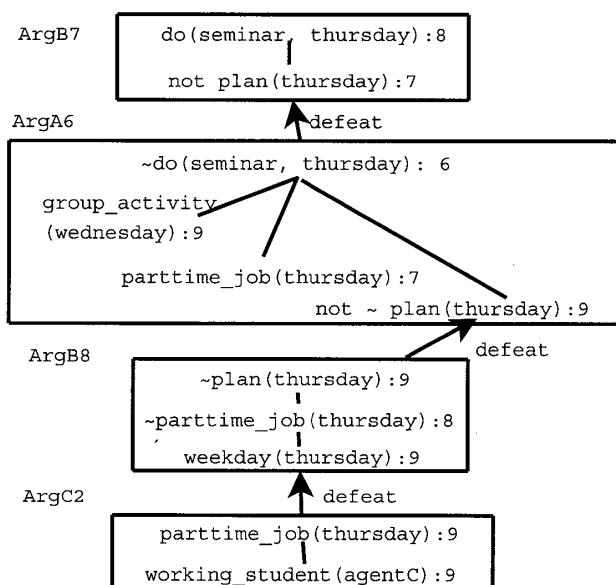 ArgB7
do(seminar, thursday):8
not plan(thursday):7
ArgA6
defeat
~do(seminar, thursday): 6
group_activity
(wednesday):9
parttime_job(thursday):7
not ~ plan(thursday):9
ArgB8
defeat
~plan(thursday):9
~parttime_job(thursday):8
weekday(thursday):9
ArgC2
defeat
parttime_job(thursday):9
working_student(agentC):9